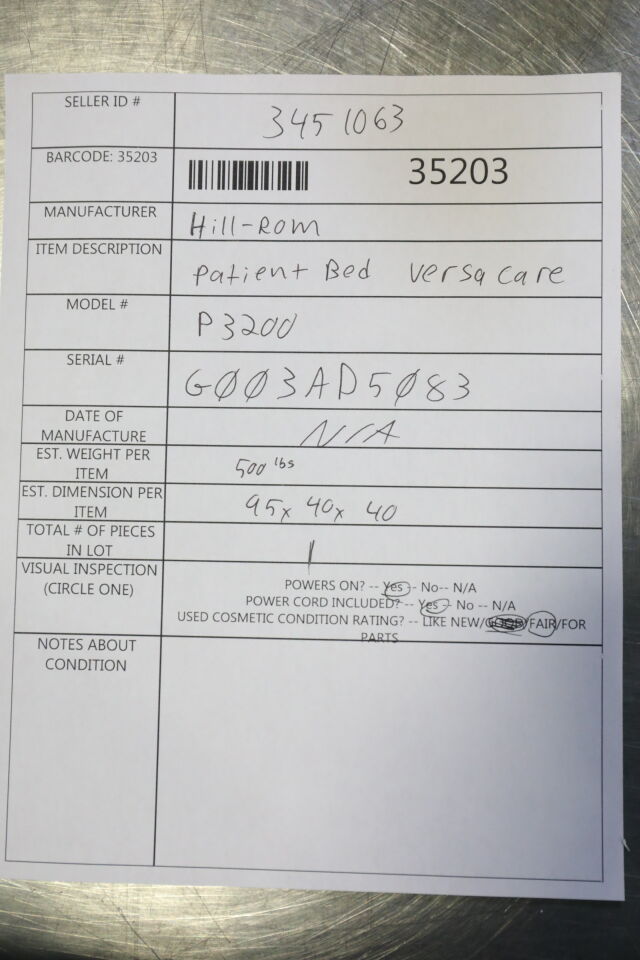 SELLER ID # 3451063
BARCODE: 35203 35203
MANUFACTURER Hill-Rom
ITEM DESCRIPTION Patient Bed Versa care
MODEL # P3200
SERIAL # G003AD5083
DATE OF
MANUFACTURE N/A
EST. WEIGHT PER
ITEM 500 lbs
EST. DIMENSION PER
ITEM 95x 40x 40
TOTAL # OF PIECES
IN LOT 1
VISUAL INSPECTION
(CIRCLE ONE)
POWERS ON? -- Yes -- No-- N/A
POWER CORD INCLUDED? -- Yes -- No -- N/A
USED COSMETIC CONDITION RATING? -- LIKE NEW/GOOD/FAIR/FOR
PARTS
NOTES ABOUT
CONDITION